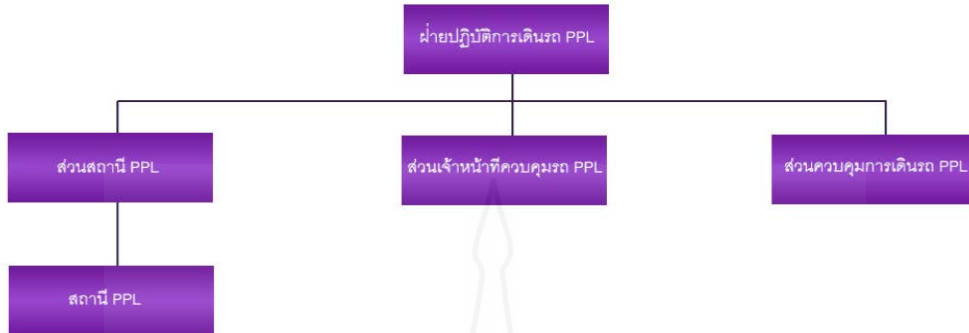 ฝ่ายปฏิบัติการเดินรถ PPL
ส่วนสถานี PPL
ส่วนเจ้าหน้าที่ควบคุมรถ PPL
ส่วนควบคุมการเดินรถ PPL
สถานี PPL